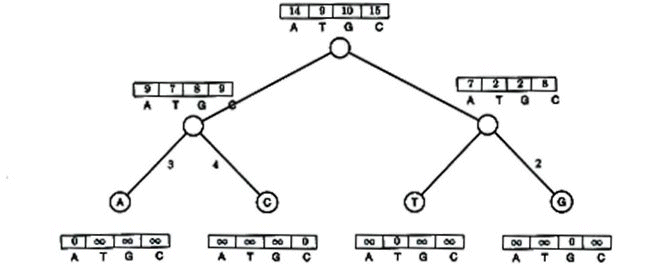 14 9 10 15
A T G C
9 7 8 9
A T G C
7 2 2 8
A T G C
3 4 2
A C T G
0 ∞ ∞ ∞
A T G C
∞ ∞ ∞ 0
A T G C
∞ 0 ∞ ∞
A T G C
∞ ∞ 0 ∞
A T G C